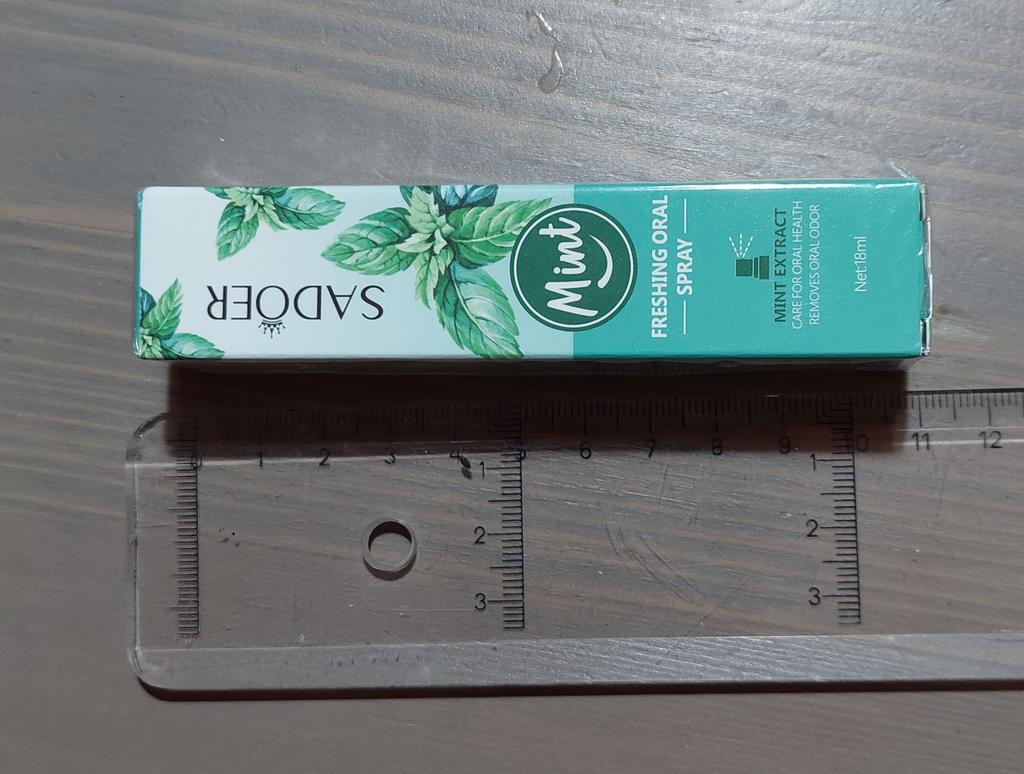 SADOER
Mint
FRESHING ORAL
SPRAY
MINT EXTRACT
CARE FOR ORAL HEALTH
REMOVES ORAL ODOR
Net18ml
0 1 2 3 4 5 6 7 8 9 10 11 12
1 1
2 2
3 3